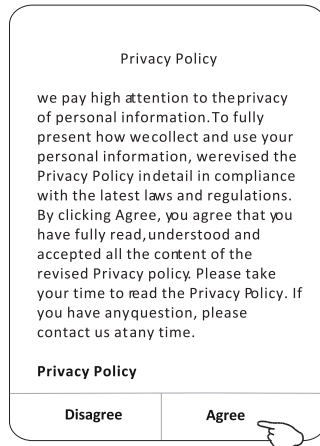 Privacy Policy
we pay high attention to theprivacy
of personal information.To fully
present how wecollect and use your
personal information, werevised the
Privacy Policy indetail in compliance
with the latest laws and regulations.
By clicking Agree, you agree that you
have fully read,understood and
accepted all the content of the
revised Privacy policy. Please take
your time to read the Privacy Policy. If
you have anyquestion, please
contact us atany time.
Privacy Policy
Disagree Agree